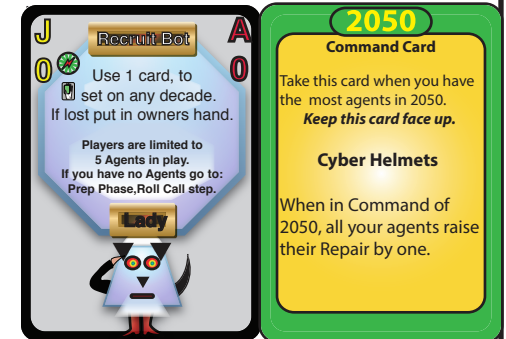 J
Recruit Bot
A
0
0
Use 1 card, to
set on any decade.
If lost put in owners hand.
Players are limited to
5 Agents in play.
If you have no Agents go to:
Prep Phase,Roll Call step.
Lady
2050
Command Card
Take this card when you have
the most agents in 2050.
Keep this card face up.
Cyber Helmets
When in Command of
2050, all your agents raise
their Repair by one.